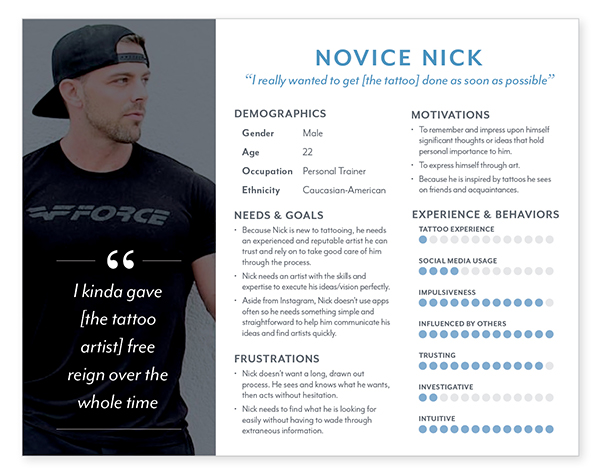 NOVICE NICK
“I really wanted to get [the tattoo] done as soon as possible”
FORCE
“
I kinda gave
[the tattoo
artist] free
reign over the
whole time
DEMOGRAPHICS
Gender Male
Age 22
Occupation Personal Trainer
Ethnicity Caucasian-American
NEEDS & GOALS
• Because Nick is new to tattooing, he needs
an experienced and reputable artist he can
trust and rely on to take good care of him
through the process.
• Nick needs an artist with the skills and
expertise to execute his ideas/vision perfectly.
• Aside from Instagram, Nick doesn't use apps
often so he needs something simple and
straightforward to help him communicate his
ideas and find artists quickly.
FRUSTRATIONS
• Nick doesn't want a long, drawn out
process. He sees and knows what he wants,
then acts without hesitation.
• Nick needs to find what he is looking for
easily without having to wade through
extraneous information.
MOTIVATIONS
• To remember and impress upon himself
significant thoughts or ideas that hold
personal importance to him.
• To express himself through art.
• Because he is inspired by tattoos he sees
on friends and acquaintances.
EXPERIENCE & BEHAVIORS
TATTOO EXPERIENCE
SOCIAL MEDIA USAGE
IMPULSIVENESS
INFLUENCED BY OTHERS
TRUSTING
INVESTIGATIVE
INTUITIVE